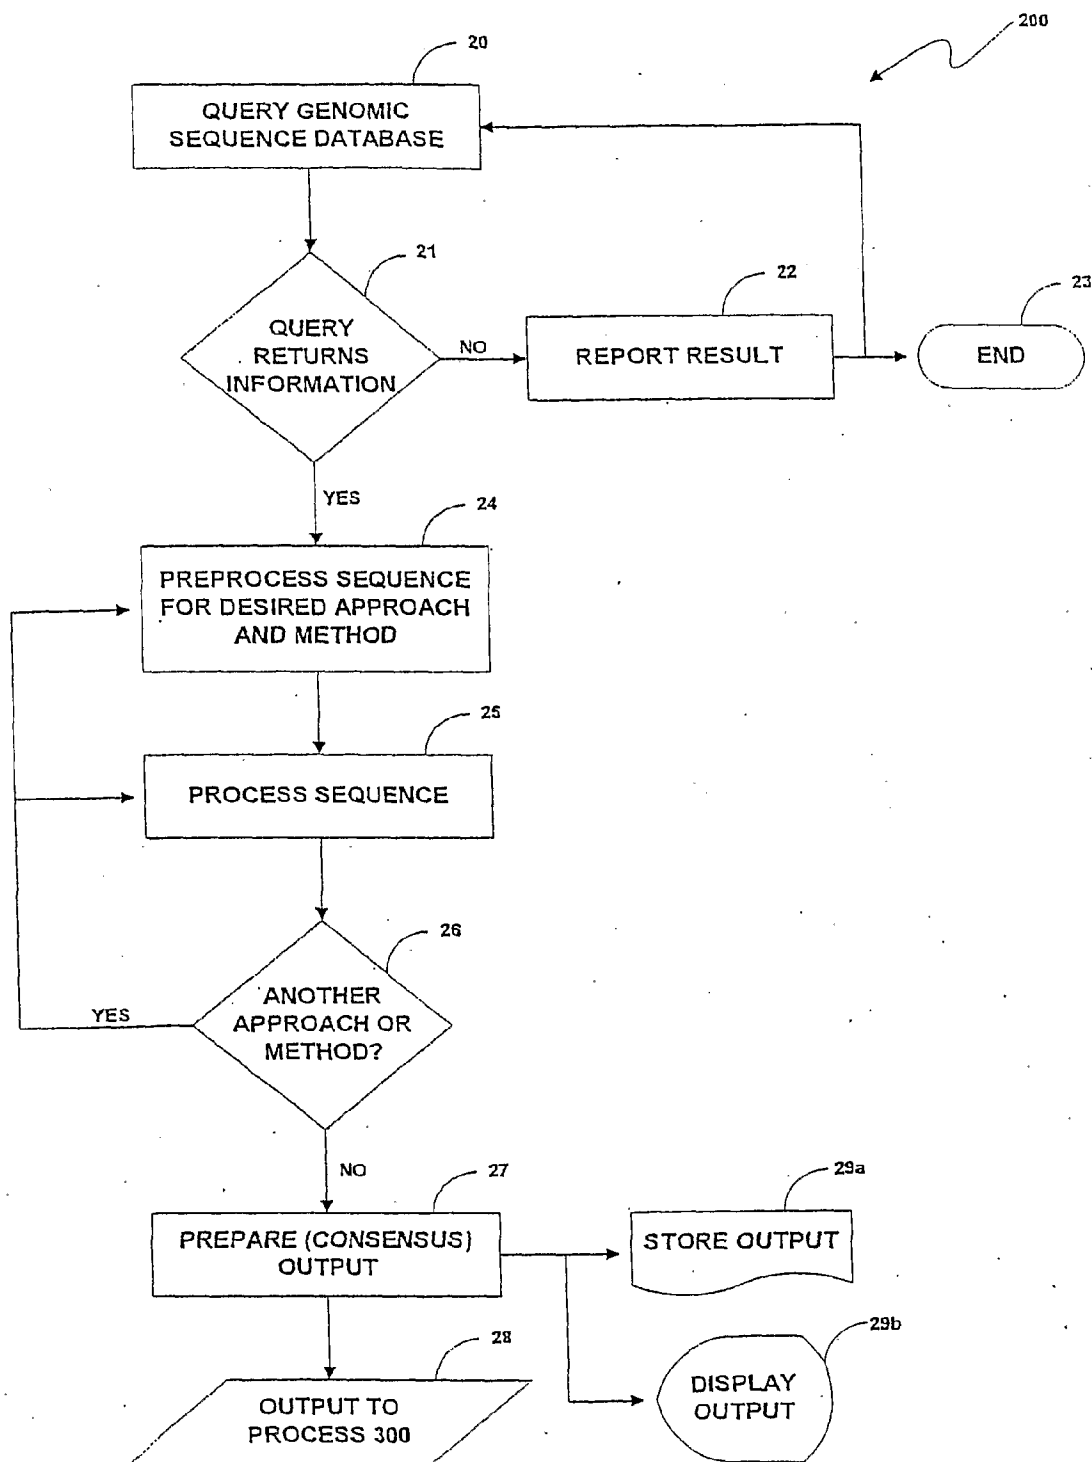 200
20
QUERY GENOMIC
SEQUENCE DATABASE
21
QUERY
RETURNS
INFORMATION
NO
22
REPORT RESULT
23
END
YES
24
PREPROCESS SEQUENCE
FOR DESIRED APPROACH
AND METHOD
25
PROCESS SEQUENCE
26
ANOTHER
APPROACH OR
METHOD?
YES
NO
27
PREPARE (CONSENSUS)
OUTPUT
29a
STORE OUTPUT
28
OUTPUT TO
PROCESS 300
29b
DISPLAY
OUTPUT